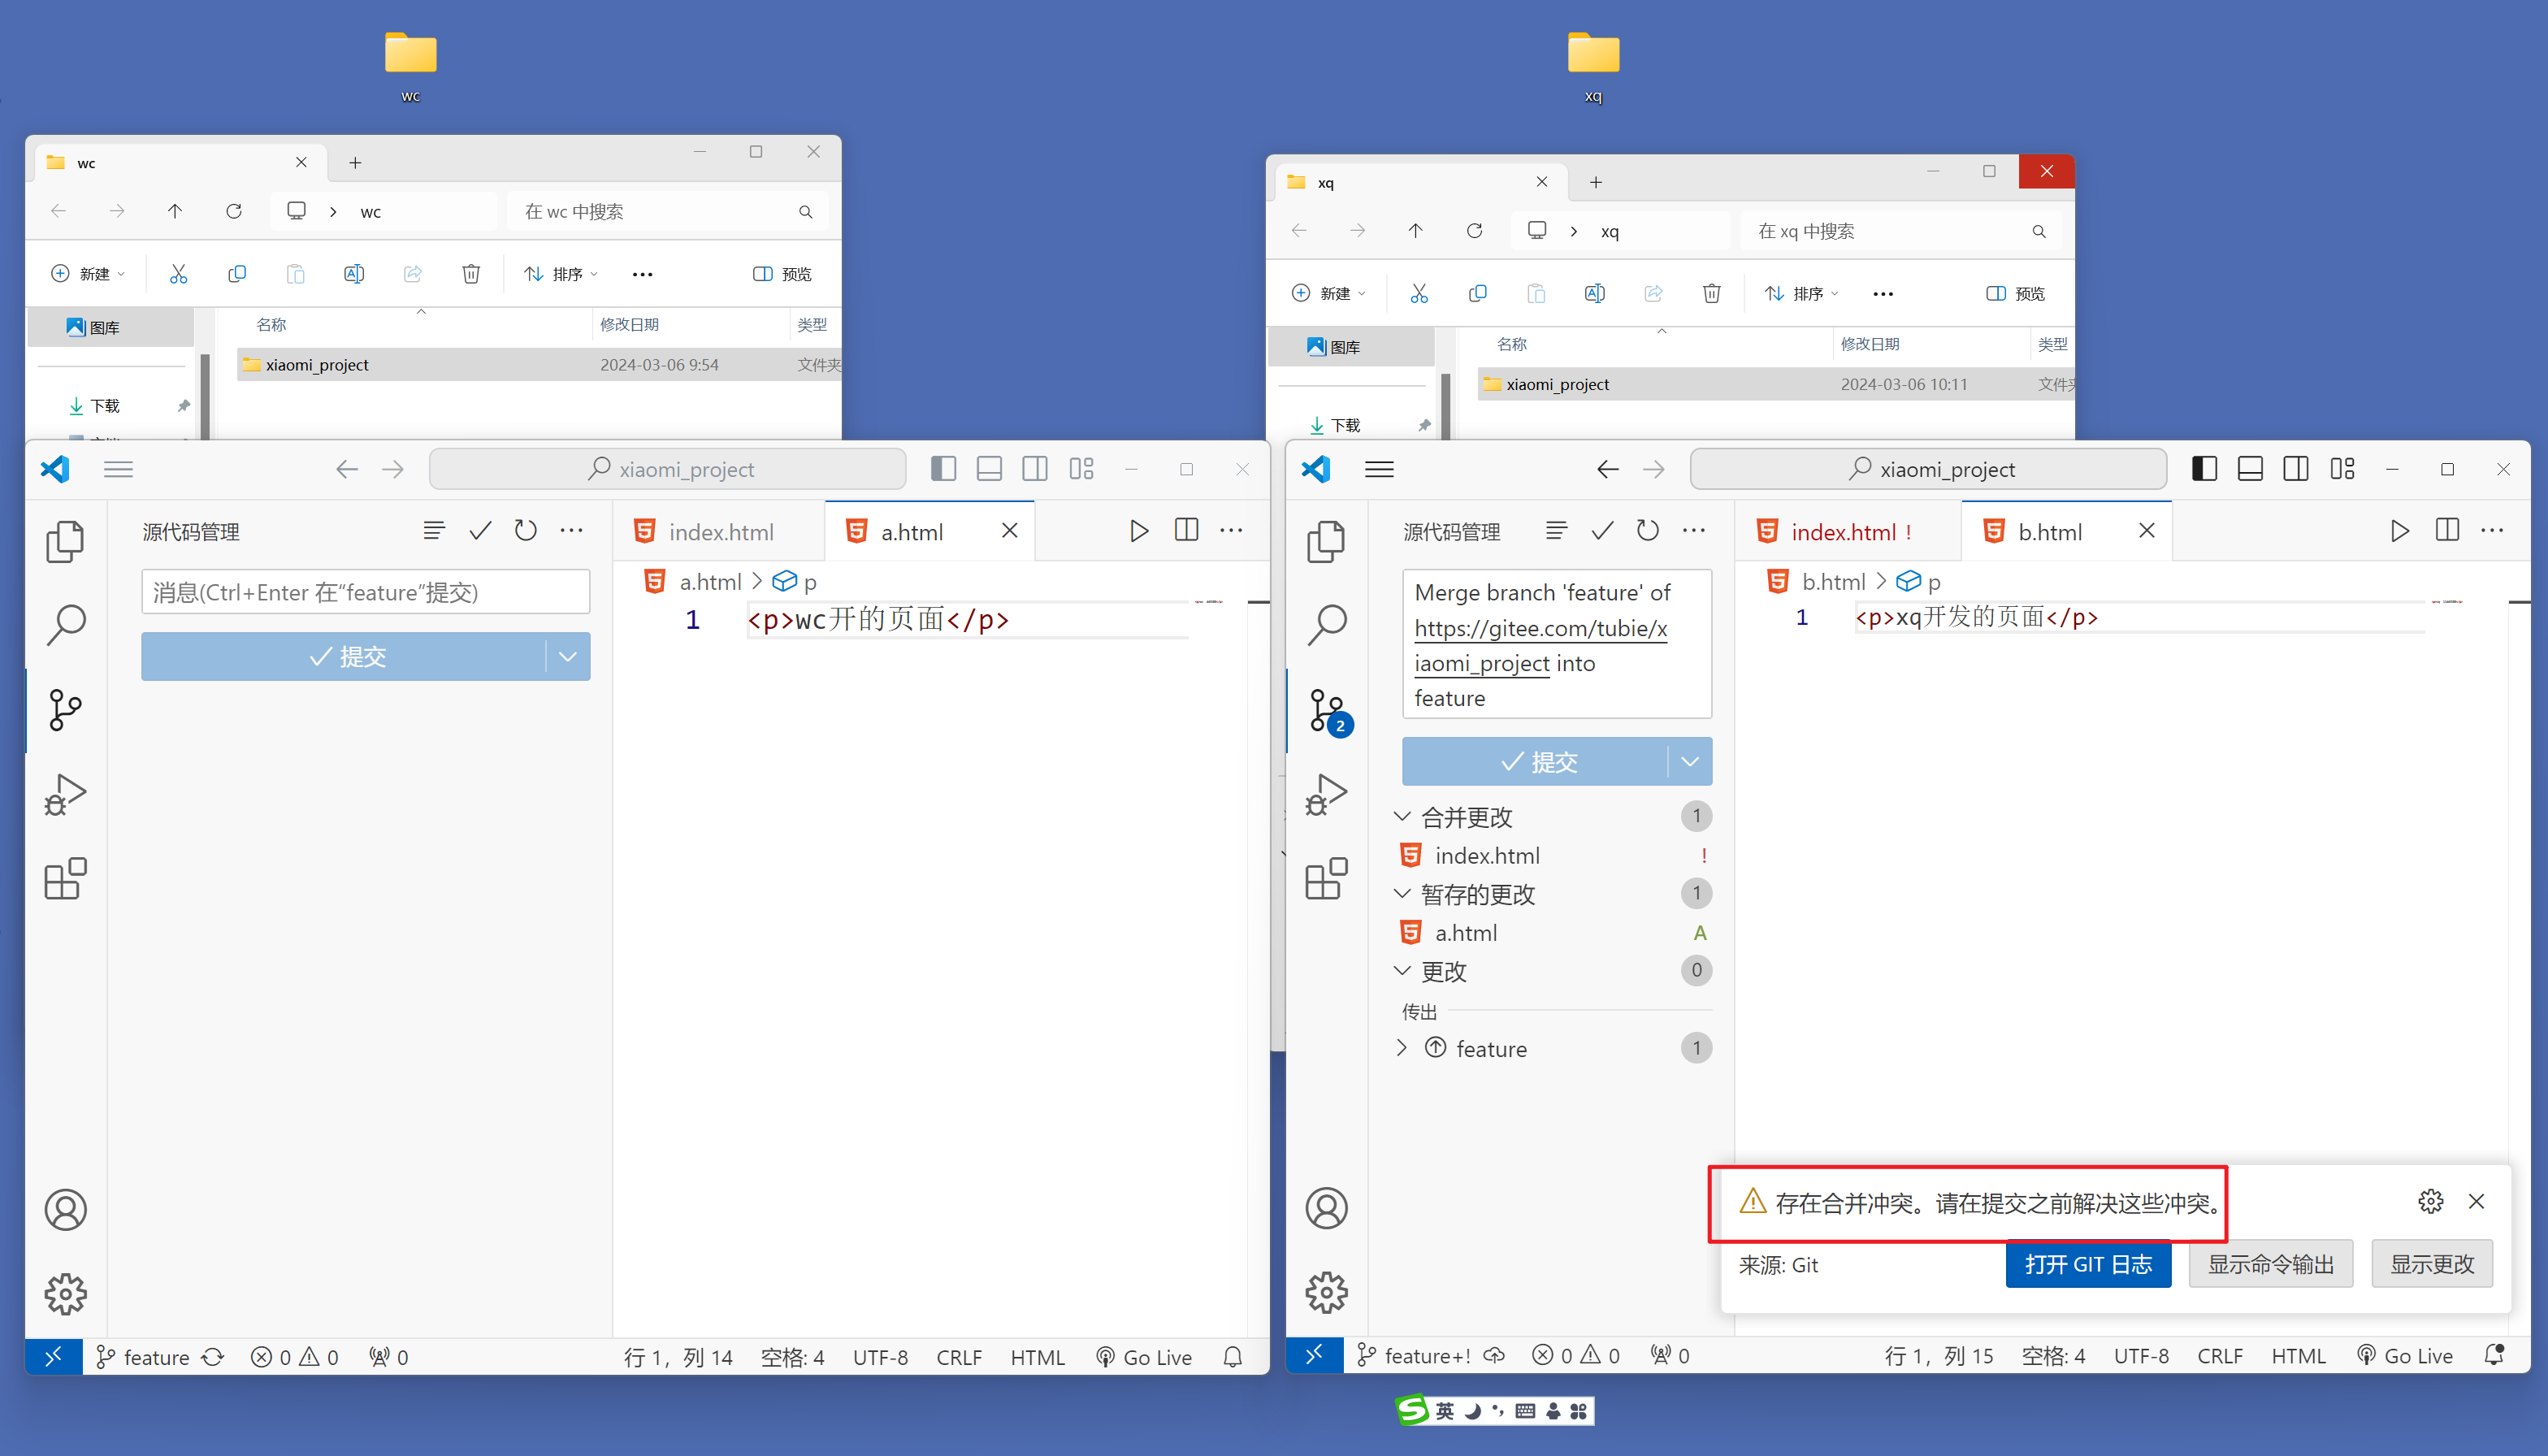 wc
xq
wc
wc
在 wc 中搜索
新建
排序
预览
图库
名称
修改日期
类型
xiaomi_project
2024-03-06 9:54
文件夹
下载
xq
xq
在 xq 中搜索
新建
排序
预览
图库
名称
修改日期
类型
xiaomi_project
2024-03-06 10:11
文件夹
下载
xiaomi_project
源代码管理
index.html
a.html
消息(Ctrl+Enter 在“feature”提交)
a.html > p
提交
1 <p>wc开的页面</p>
feature
0
0
0
行 1，列 14
空格: 4
UTF-8
CRLF
HTML
Go Live
xiaomi_project
源代码管理
index.html !
b.html
b.html > p
1 <p>xq开发的页面</p>
Merge branch 'feature' of
https://gitee.com/tubie/x
iaomi_project into
feature
2
提交
合并更改 1
index.html !
暂存的更改 1
a.html A
更改 0
传出
feature 1
存在合并冲突。请在提交之前解决这些冲突。
来源: Git
打开 GIT 日志
显示命令输出
显示更改
feature+!
0
0
0
行 1，列 15
空格: 4
UTF-8
CRLF
HTML
Go Live
S 英